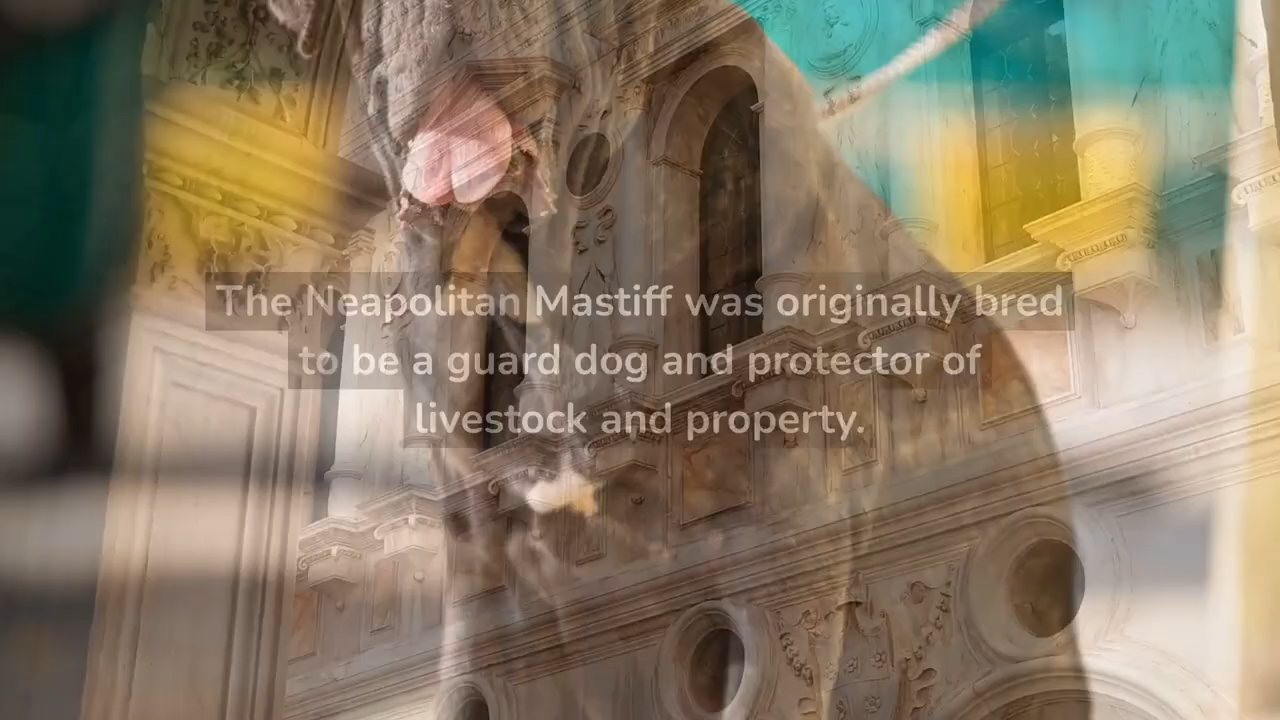 The Neapolitan Mastiff was originally bred
to be a guard dog and protector of
livestock and property.